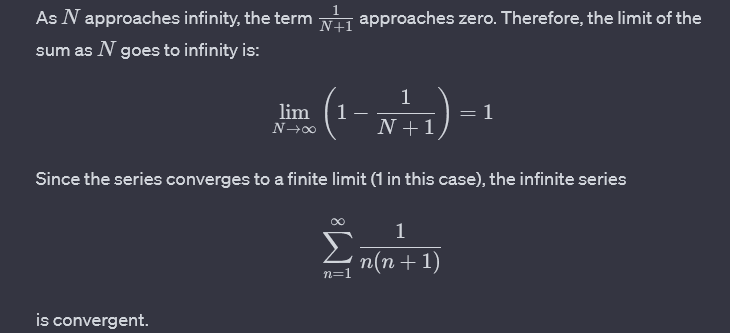 As N approaches infinity, the term 1/(N+1) approaches zero. Therefore, the limit of the
sum as N goes to infinity is:
lim_{N→∞} (1 − 1/(N + 1)) = 1
Since the series converges to a finite limit (1 in this case), the infinite series
∑_{n=1}^{∞} 1/(n(n + 1))
is convergent.